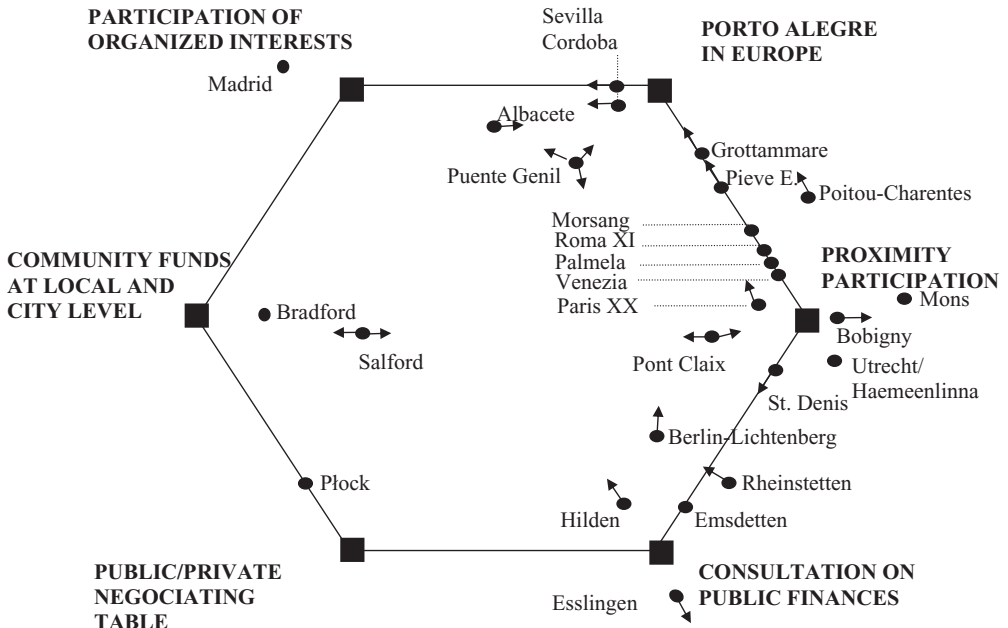 PARTICIPATION OF
ORGANIZED INTERESTS
Madrid
Sevilla
Cordoba
PORTO ALEGRE
IN EUROPE
Albacete
Puente Genil
Grottammare
Pieve E.
Poitou-Charentes
Morsang
Roma XI
Palmela
Venezia
Paris XX
COMMUNITY FUNDS
AT LOCAL AND
CITY LEVEL
PROXIMITY
PARTICIPATION
Mons
Bobigny
Bradford
Salford
Pont Claix
Utrecht/
Haemeenlinna
St. Denis
Berlin-Lichtenberg
Płock
Rheinstetten
Hilden
Emsdetten
PUBLIC/PRIVATE
NEGOCIATING
TABLE
Esslingen
CONSULTATION ON
PUBLIC FINANCES